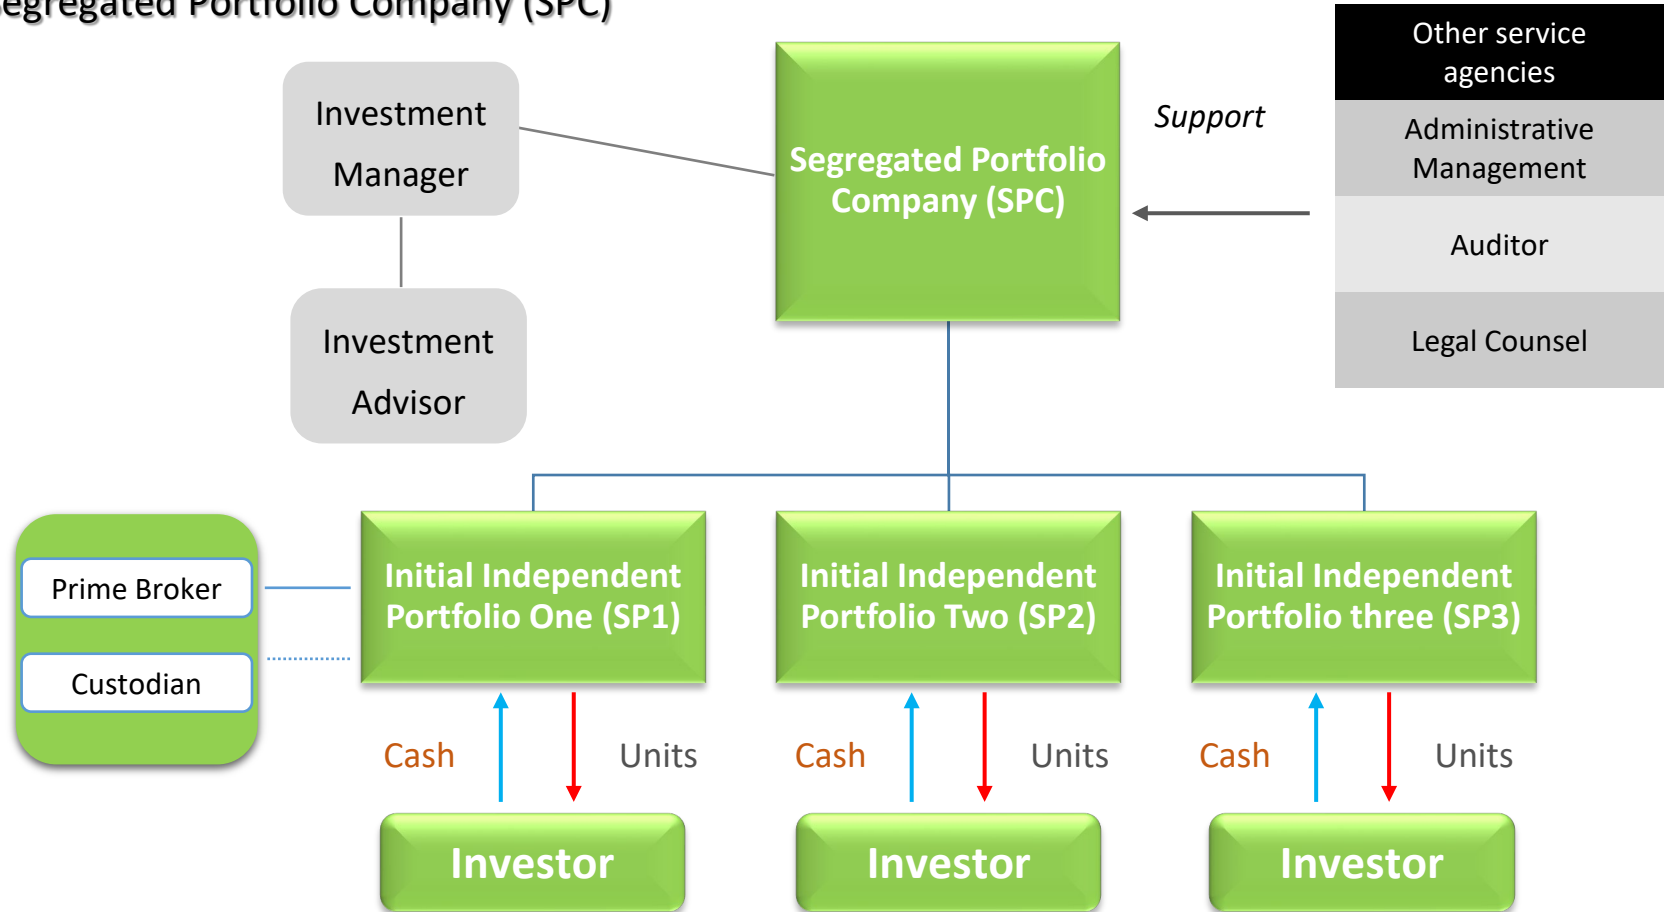 Segregated Portfolio Company (SPC)
Other service
agencies
Administrative
Management
Auditor
Legal Counsel
Support
Investment
Manager
Segregated Portfolio
Company (SPC)
Investment
Advisor
Prime Broker
Custodian
Initial Independent
Portfolio One (SP1)
Initial Independent
Portfolio Two (SP2)
Initial Independent
Portfolio three (SP3)
Cash
Units
Cash
Units
Cash
Units
Investor
Investor
Investor